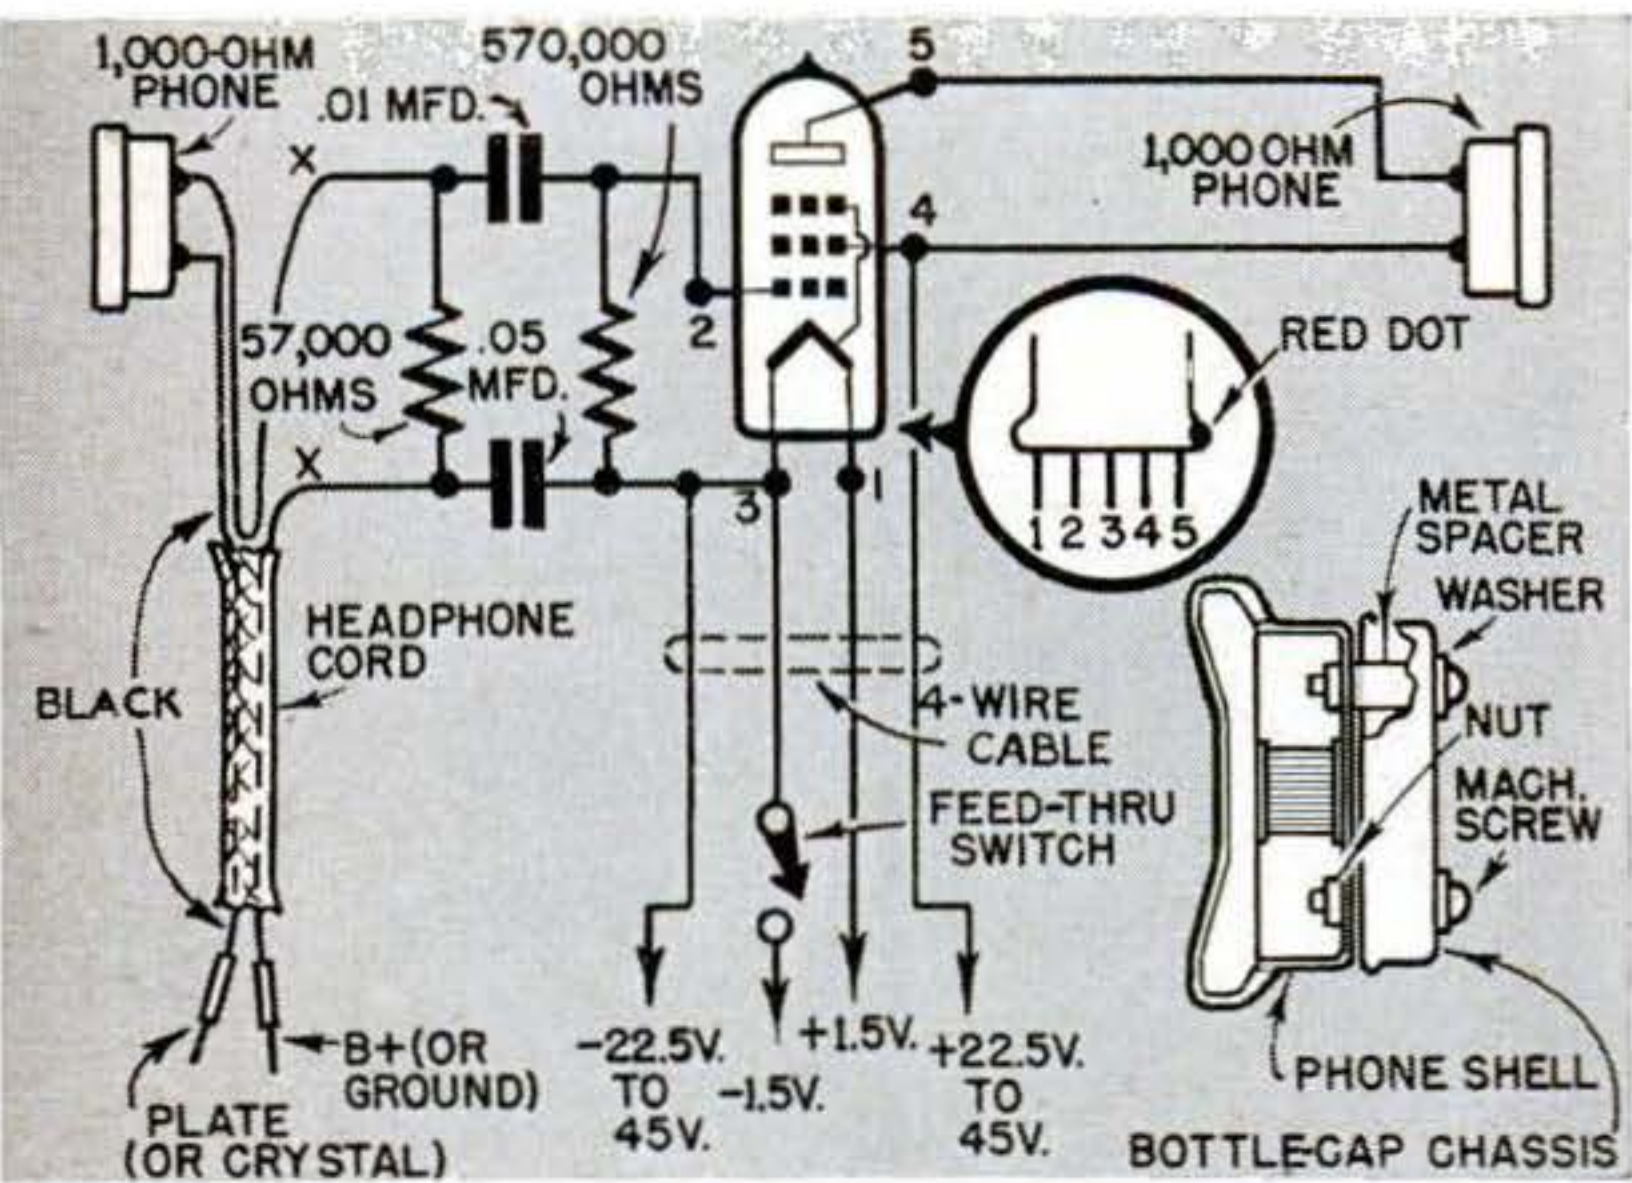 1,000-OHM
PHONE
.01 MFD.
570,000
OHMS
5
1,000 OHM
PHONE
X
4
2
57,000
OHMS
.05
MFD.
RED DOT
X
3
1
1 2 3 4 5
METAL
SPACER
WASHER
HEADPHONE
CORD
BLACK
4-WIRE
CABLE
NUT
FEED-THRU
SWITCH
MACH.
SCREW
B+(OR
GROUND)
PLATE
(OR CRYSTAL)
-22.5V.
TO
45V.
-1.5V.
+1.5V.
+22.5V.
TO
45V.
PHONE SHELL
BOTTLE-CAP CHASSIS